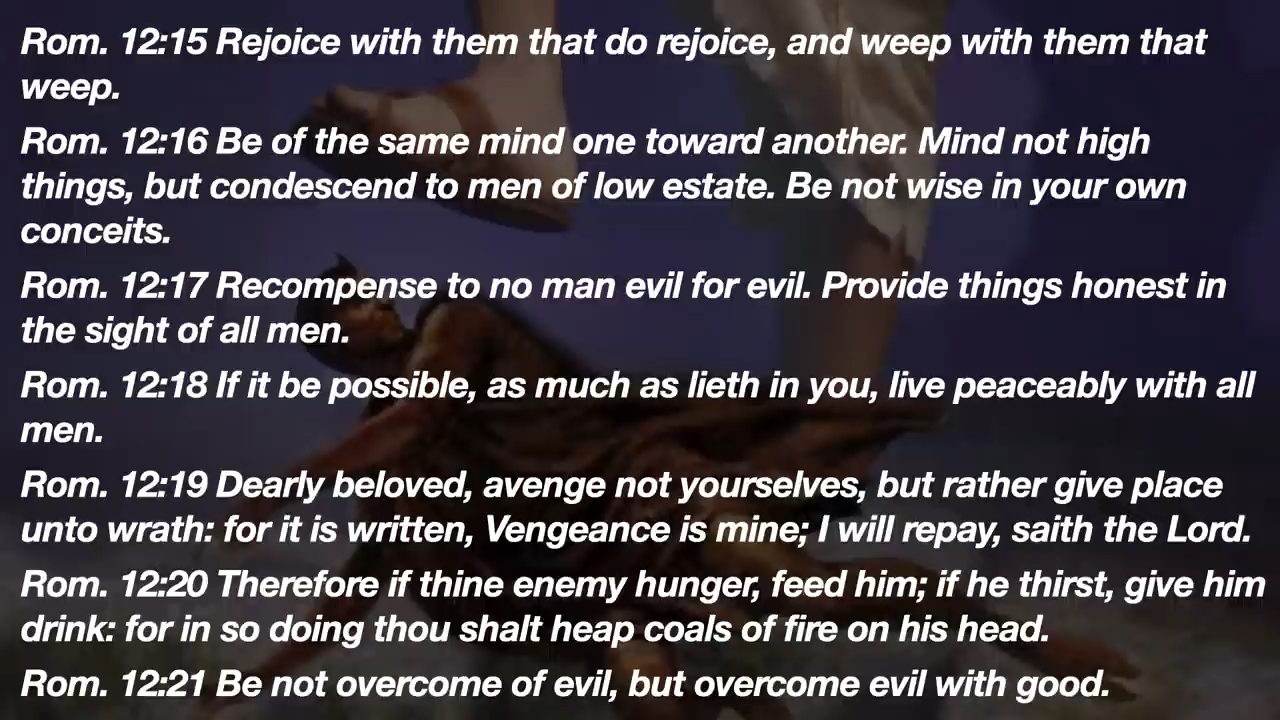 Rom. 12:15 Rejoice with them that do rejoice, and weep with them that
weep.
Rom. 12:16 Be of the same mind one toward another. Mind not high
things, but condescend to men of low estate. Be not wise in your own
conceits.
Rom. 12:17 Recompense to no man evil for evil. Provide things honest in
the sight of all men.
Rom. 12:18 If it be possible, as much as lieth in you, live peaceably with all
men.
Rom. 12:19 Dearly beloved, avenge not yourselves, but rather give place
unto wrath: for it is written, Vengeance is mine; I will repay, saith the Lord.
Rom. 12:20 Therefore if thine enemy hunger, feed him; if he thirst, give him
drink: for in so doing thou shalt heap coals of fire on his head.
Rom. 12:21 Be not overcome of evil, but overcome evil with good.